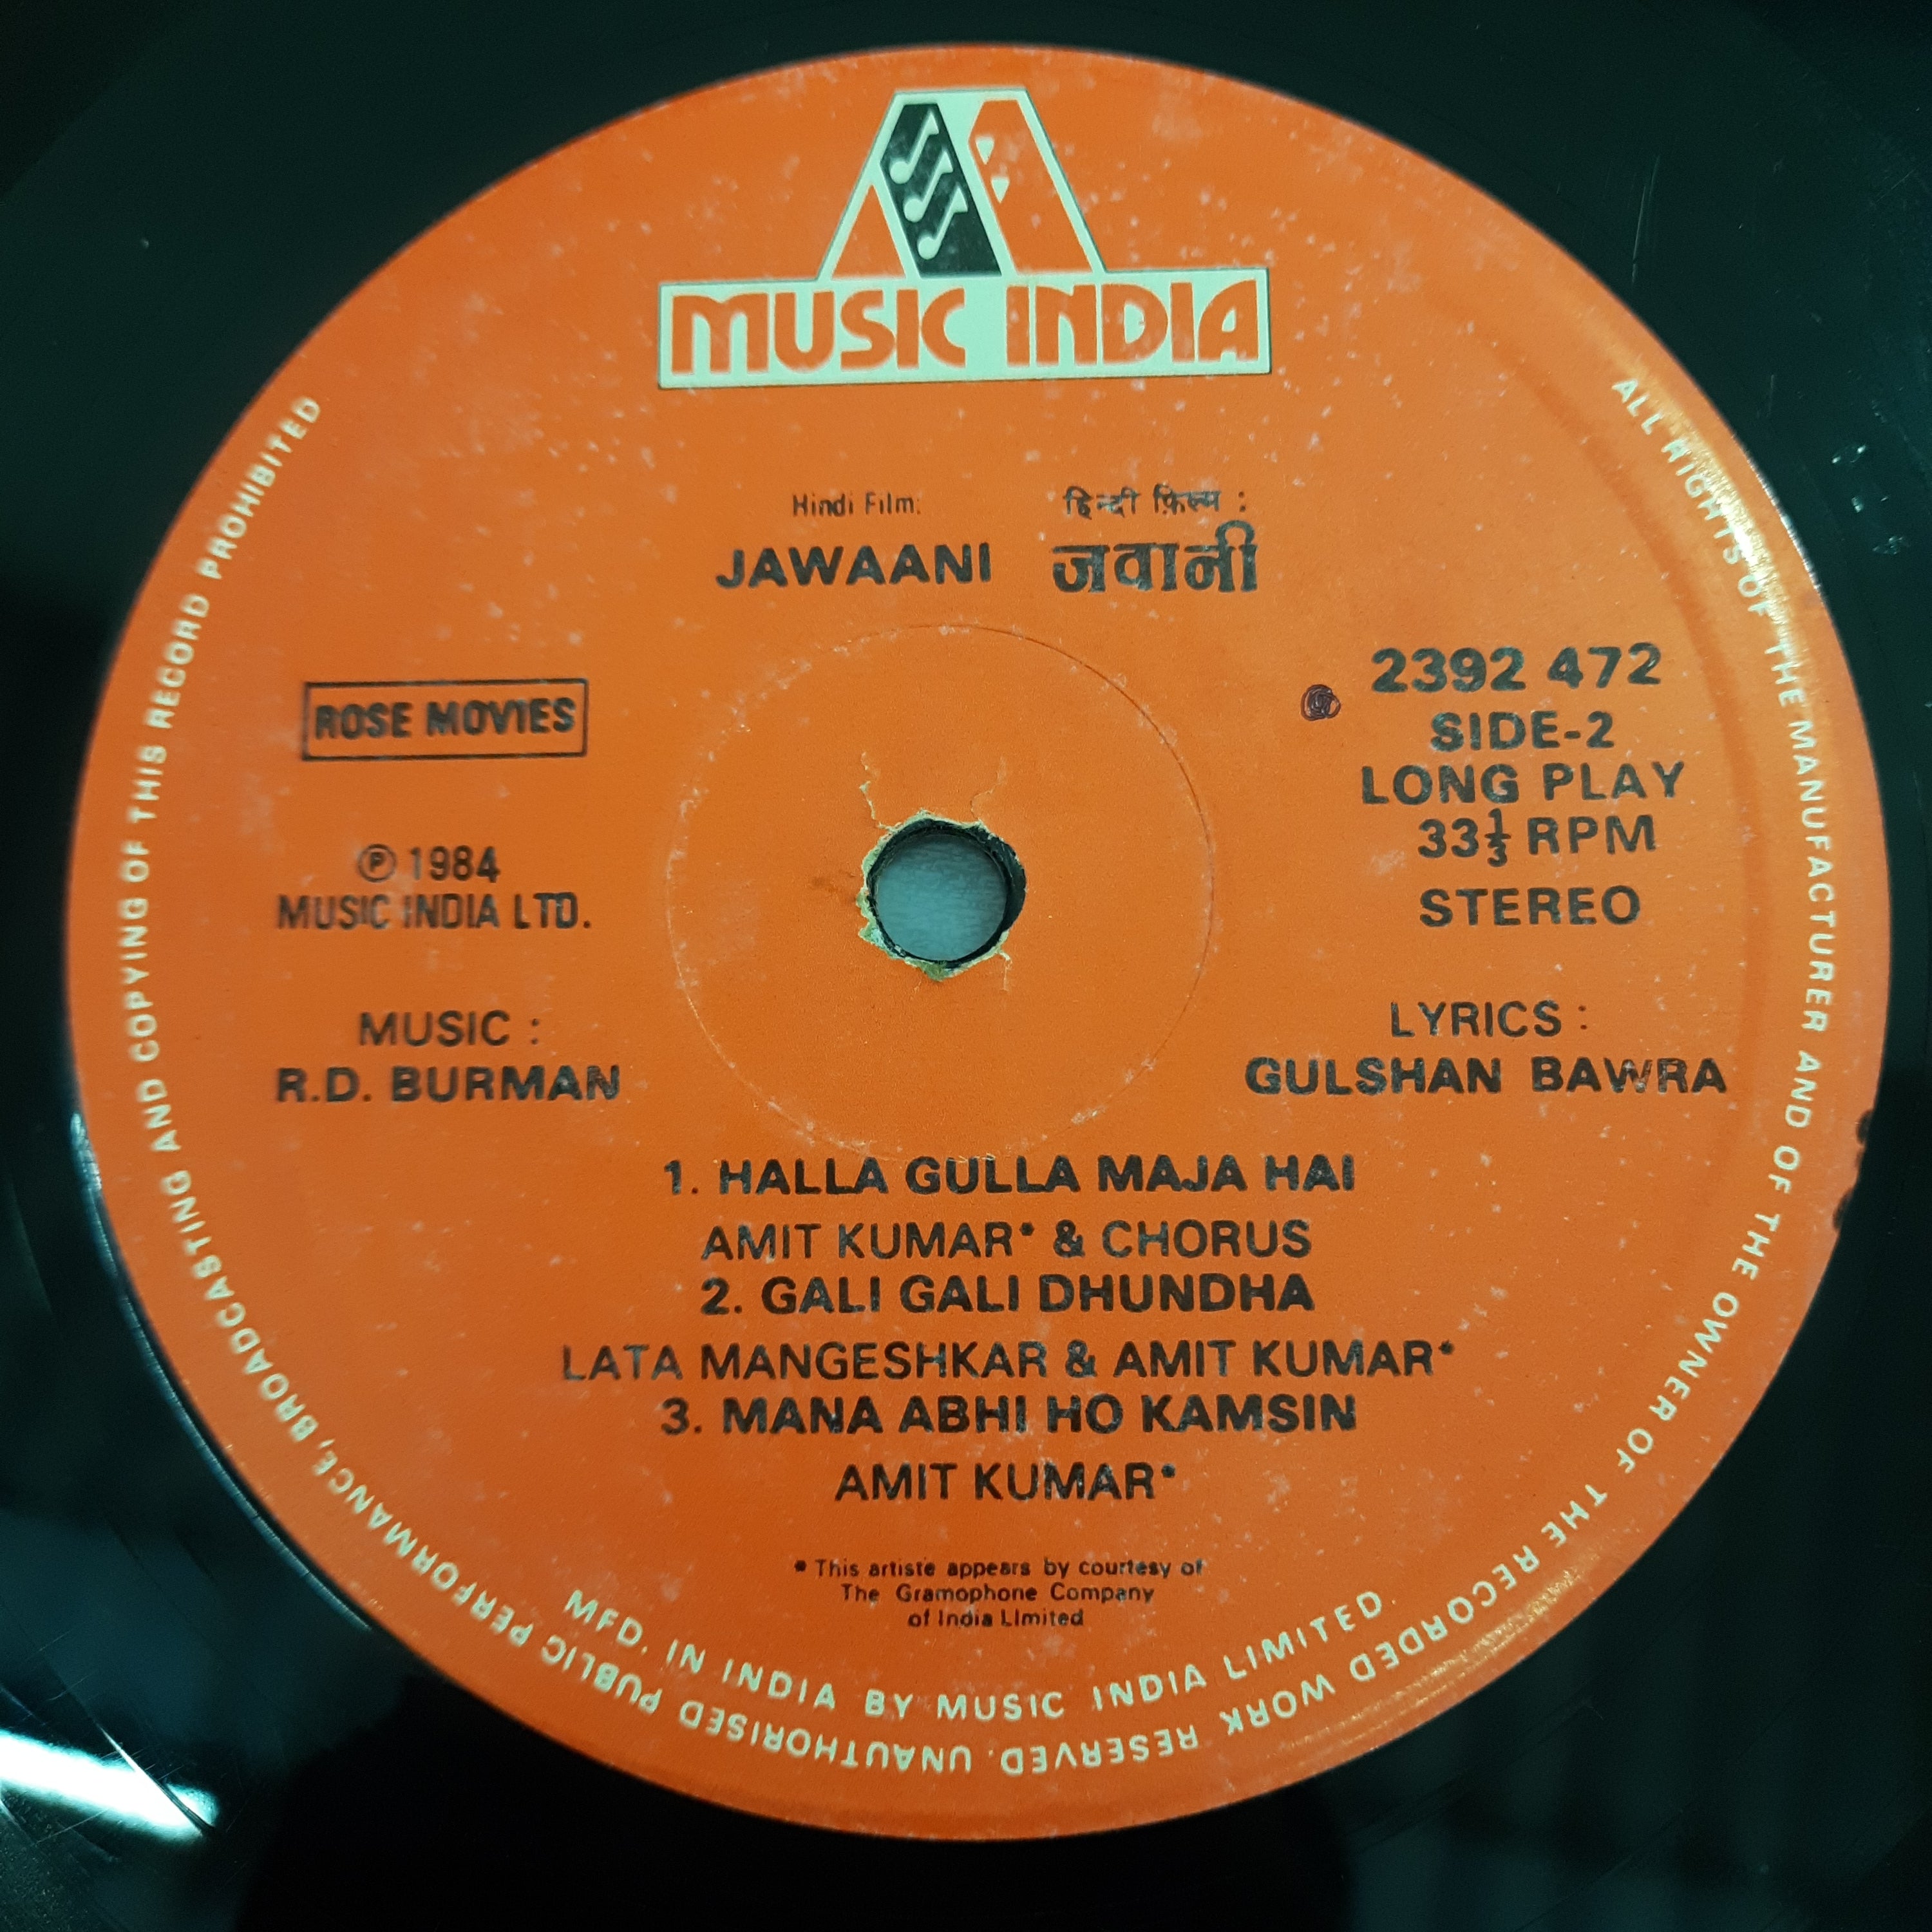 MUSIC INDIA
Hindi Film:
हिन्दी फ़िल्म :
JAWAANI
जवानी
ROSE MOVIES
2392 472
SIDE-2
LONG PLAY
33⅓ RPM
STEREO
Ⓟ 1984
MUSIC INDIA LTD.
MUSIC :
R.D. BURMAN
LYRICS :
GULSHAN BAWRA
1. HALLA GULLA MAJA HAI
AMIT KUMAR* & CHORUS
2. GALI GALI DHUNDHA
LATA MANGESHKAR & AMIT KUMAR*
3. MANA ABHI HO KAMSIN
AMIT KUMAR*
* This artiste appears by courtesy of
The Gramophone Company
of India Limited
MFD. IN INDIA BY MUSIC INDIA LIMITED.
ALL RIGHTS OF THE MANUFACTURER AND OF THE OWNER OF THE RECORDED WORK RESERVED. UNAUTHORISED PUBLIC PERFORMANCE, BROADCASTING AND COPYING OF THIS RECORD PROHIBITED